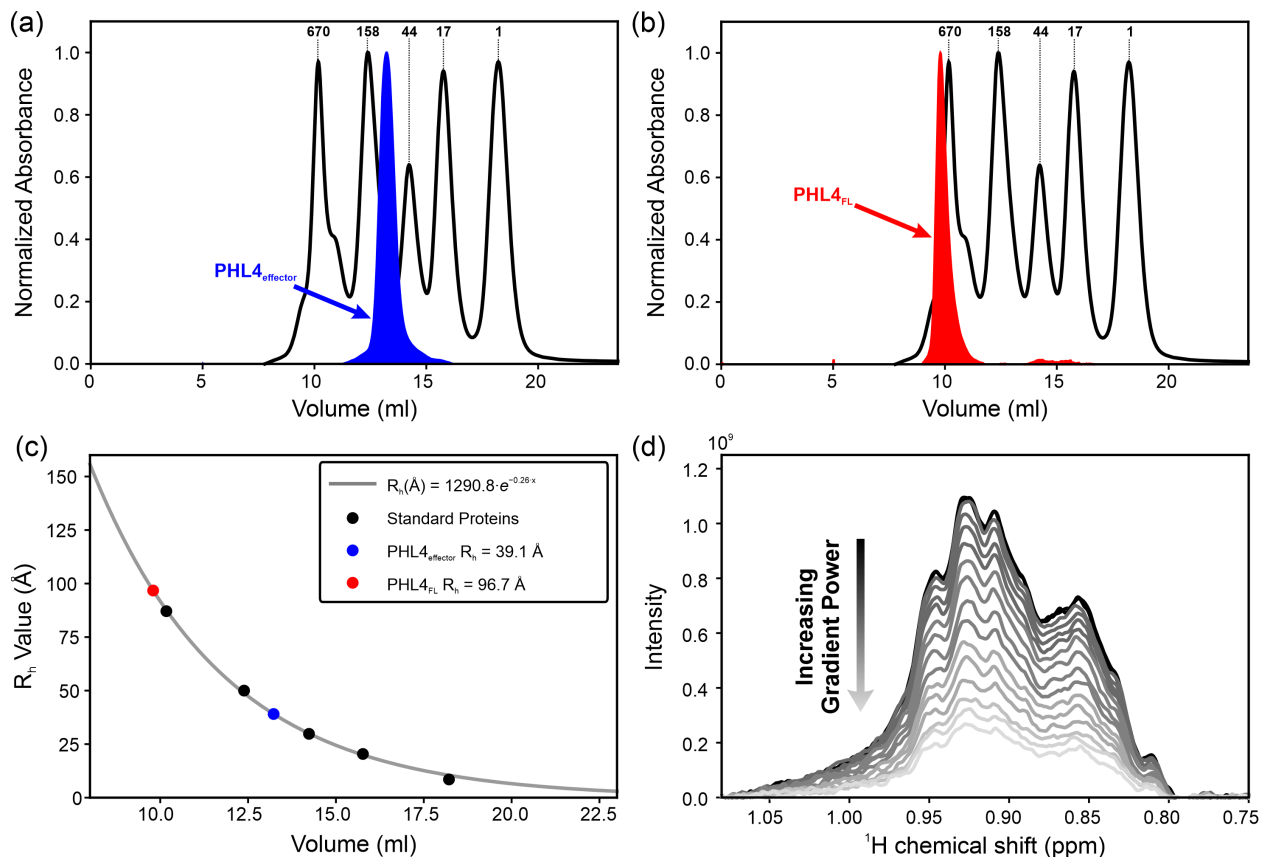 (a)
670 158 44 17 1
1.0
0.8
0.6
0.4
0.2
0.0
Normalized Absorbance
PHL4effector
0 5 10 15 20
Volume (ml)
(b)
670 158 44 17 1
1.0
0.8
0.6
0.4
0.2
0.0
Normalized Absorbance
PHL4FL
0 5 10 15 20
Volume (ml)
(c)
150
125
100
75
50
25
0
Rh Value (Å)
Rh(Å) = 1290.8·e−0.26·x
Standard Proteins
PHL4effector Rh = 39.1 Å
PHL4FL Rh = 96.7 Å
10.0 12.5 15.0 17.5 20.0 22.5
Volume (ml)
(d)
10⁹
1.2
1.0
0.8
0.6
0.4
0.2
0.0
Intensity
Increasing
Gradient Power
1.05 1.00 0.95 0.90 0.85 0.80 0.75
¹H chemical shift (ppm)